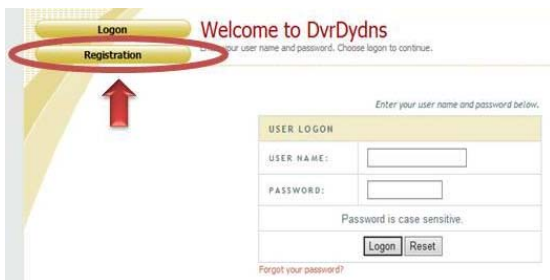 Logon
Registration
Welcome to DvrDydns
your user name and password. Choose logon to continue.
Enter your user name and password below.
USER LOGON
USER NAME:
PASSWORD:
Password is case sensitive.
Logon Reset
Forgot your password?